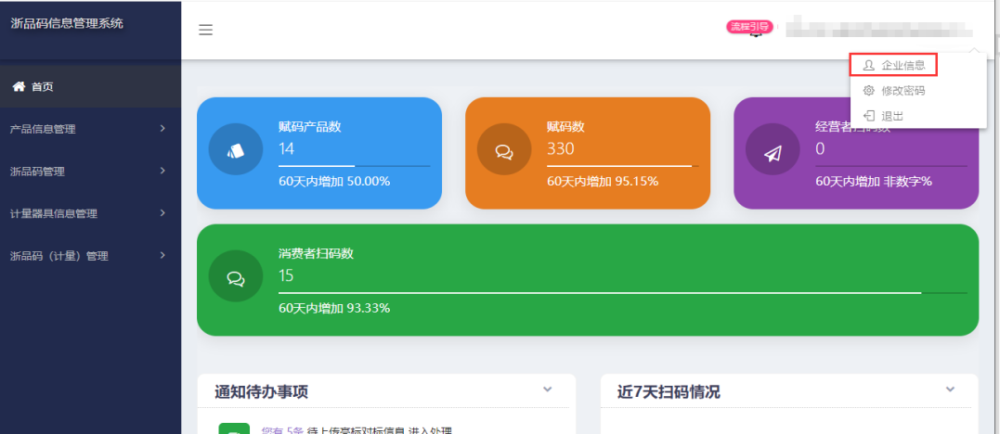 浙品码信息管理系统
流程引导
企业信息
修改密码
退出
首页
产品信息管理
浙品码管理
计量器具信息管理
浙品码（计量）管理
赋码产品数
14
60天内增加 50.00%
赋码数
330
60天内增加 95.15%
经营者扫码数
0
60天内增加 非数字%
消费者扫码数
15
60天内增加 93.33%
通知待办事项
近7天扫码情况
您有 5条 待上传亮标对标信息 进入处理